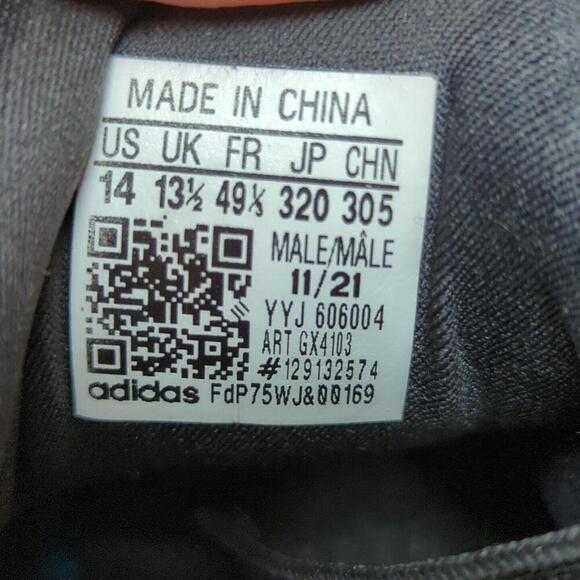 MADE IN CHINA
US UK FR JP CHN
14 13½ 49⅓ 320 305
MALE/MÂLE
11/21
YYJ 606004
ART GX4103
#129132574
adidas FdP75WJ&00169